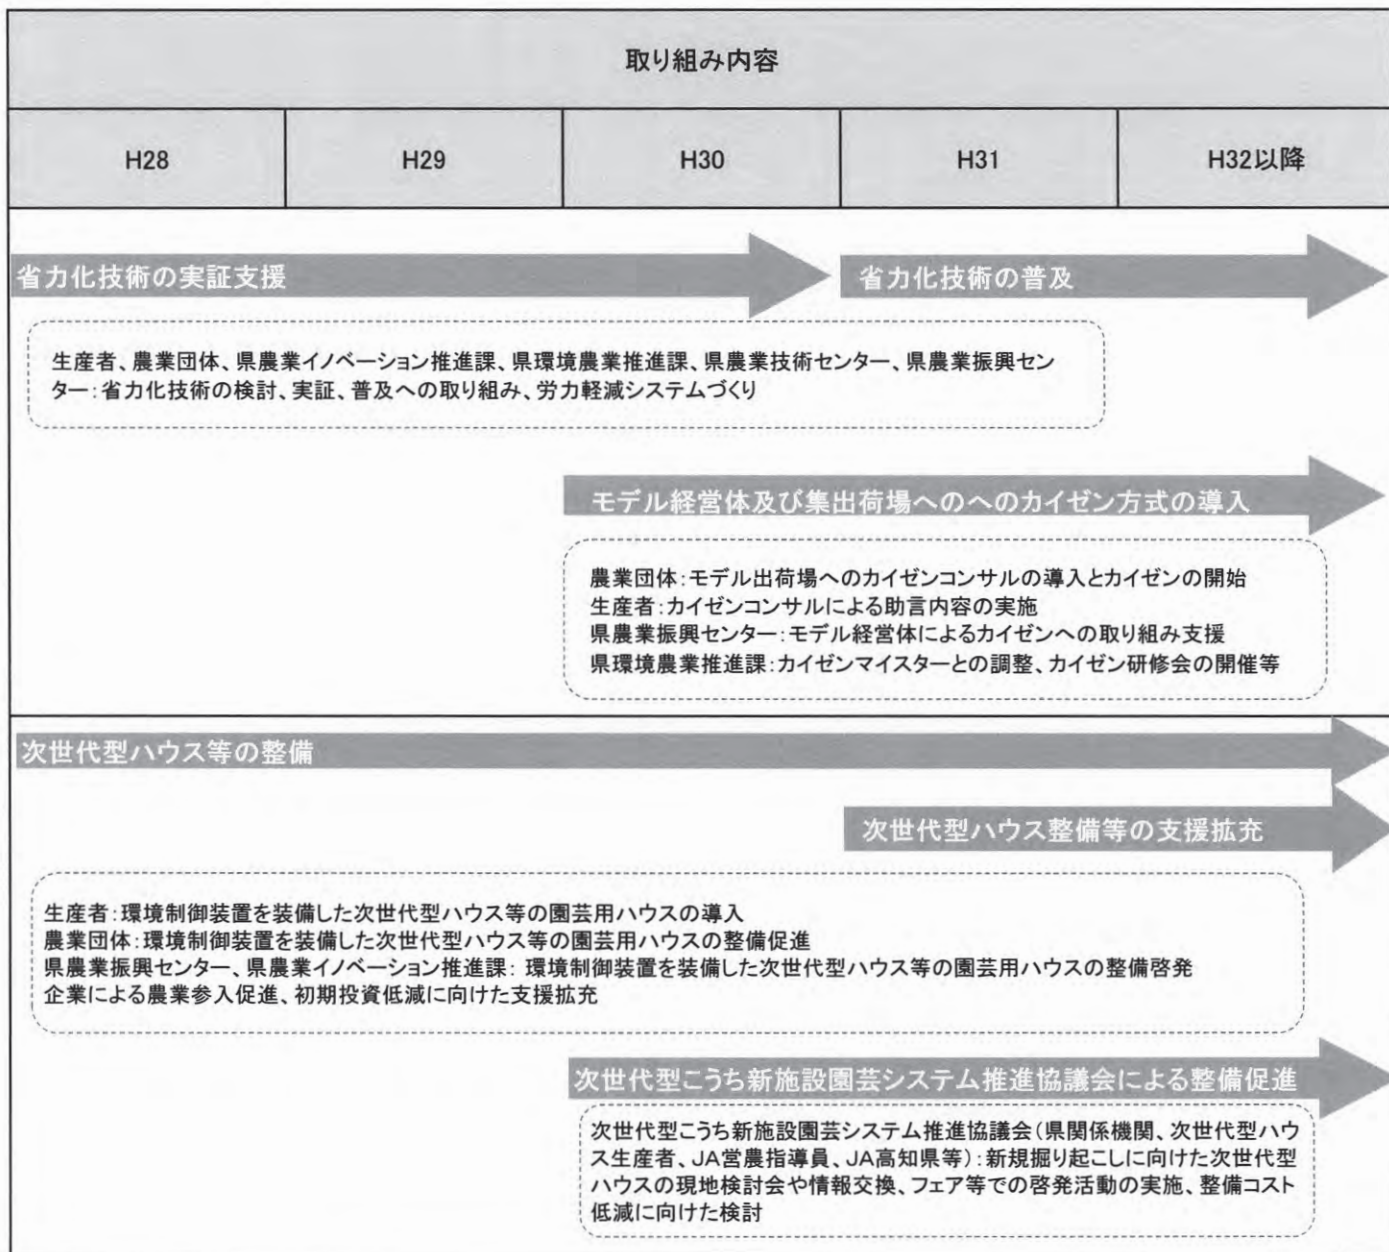 取り組み内容
H28
H29
H30
H31
H32以降
省力化技術の実証支援
省力化技術の普及
生産者、農業団体、県農業イノベーション推進課、県環境農業推進課、県農業技術センター、県農業振興セン
ター：省力化技術の検討、実証、普及への取り組み、労力軽減システムづくり
モデル経営体及び集出荷場へのへのカイゼン方式の導入
農業団体：モデル出荷場へのカイゼンコンサルの導入とカイゼンの開始
生産者：カイゼンコンサルによる助言内容の実施
県農業振興センター：モデル経営体によるカイゼンへの取り組み支援
県環境農業推進課：カイゼンマイスターとの調整、カイゼン研修会の開催等
次世代型ハウス等の整備
次世代型ハウス整備等の支援拡充
生産者：環境制御装置を装備した次世代型ハウス等の園芸用ハウスの導入
農業団体：環境制御装置を装備した次世代型ハウス等の園芸用ハウスの整備促進
県農業振興センター、県農業イノベーション推進課： 環境制御装置を装備した次世代型ハウス等の園芸用ハウスの整備啓発
企業による農業参入促進、初期投資低減に向けた支援拡充
次世代型こうち新施設園芸システム推進協議会による整備促進
次世代型こうち新施設園芸システム推進協議会（県関係機関、次世代型ハウ
ス生産者、JA営農指導員、JA高知県等）：新規掘り起こしに向けた次世代型
ハウスの現地検討会や情報交換、フェア等での啓発活動の実施、整備コスト
低減に向けた検討